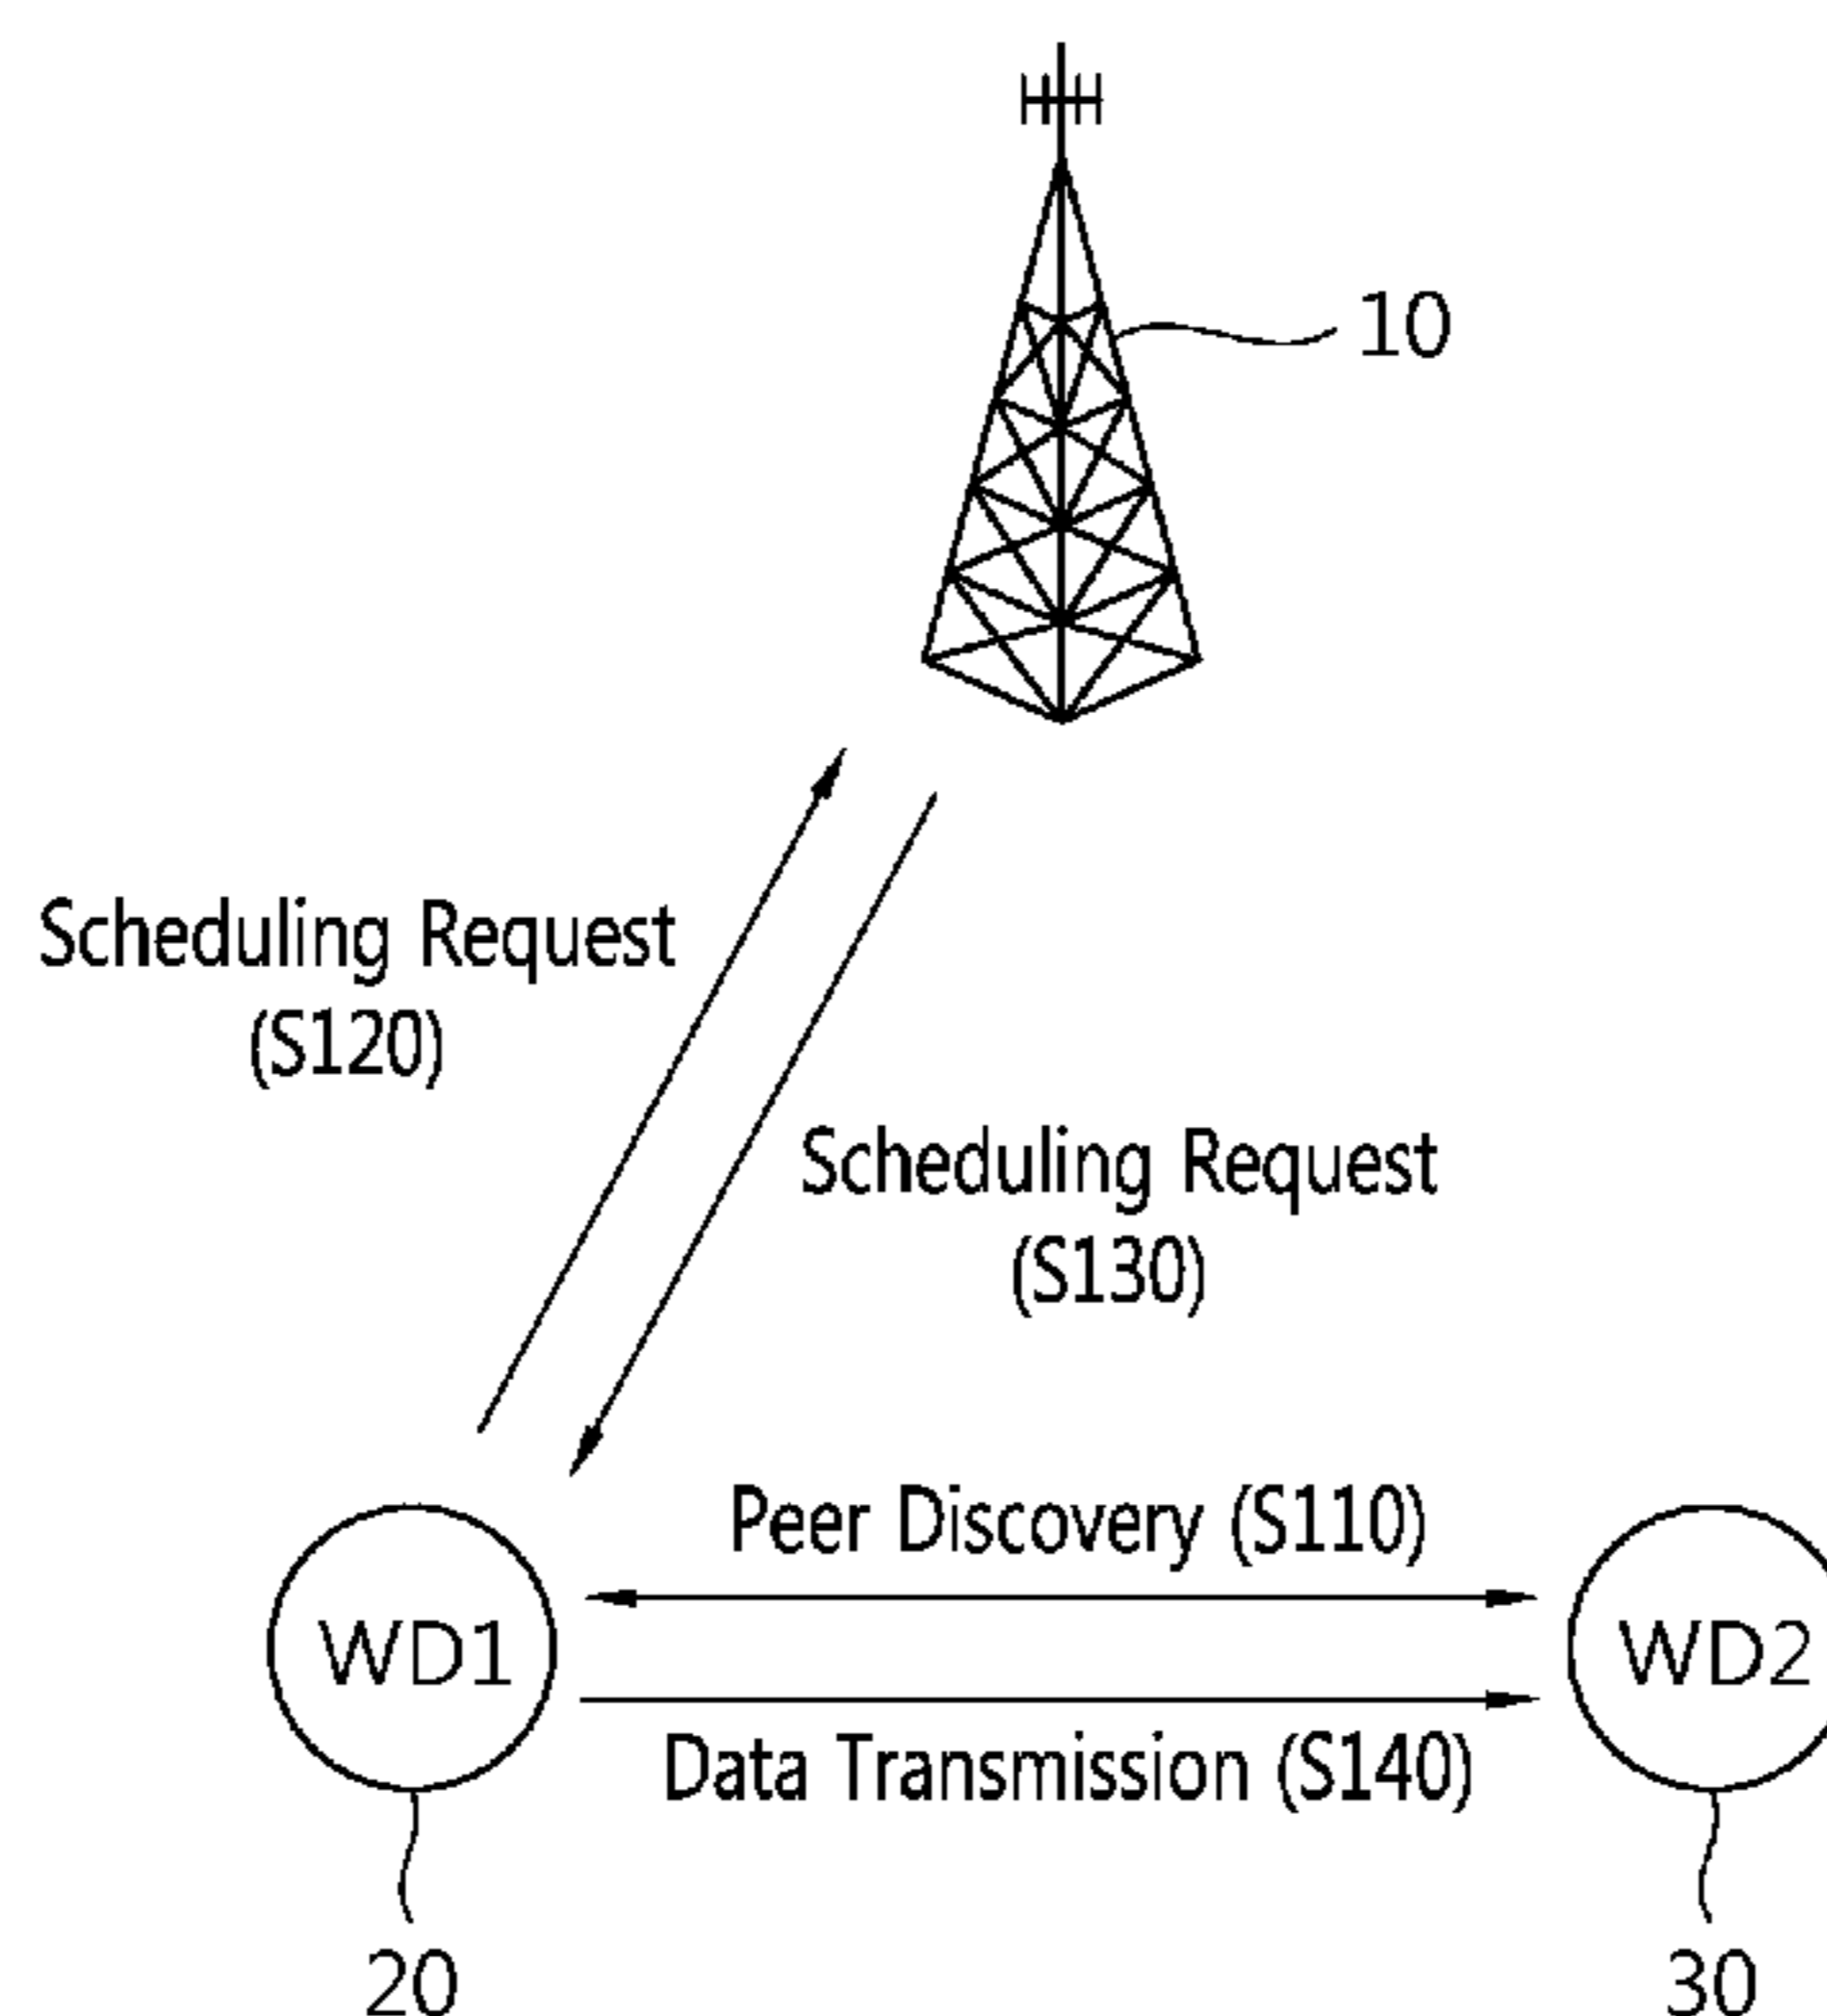 10
Scheduling Request
(S120)
Scheduling Request
(S130)
Peer Discovery (S110)
WD1
WD2
Data Transmission (S140)
20
30